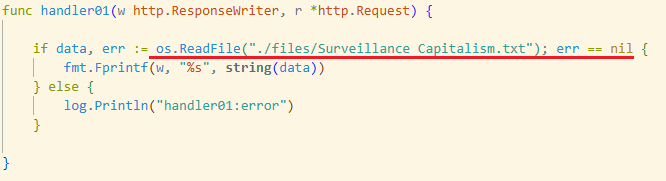 func handler01(w http.ResponseWriter, r *http.Request) {
if data, err := os.ReadFile("./files/Surveillance Capitalism.txt"); err == nil {
fmt.Fprintf(w, "%s", string(data))
} else {
log.Println("handler01:error")
}
}